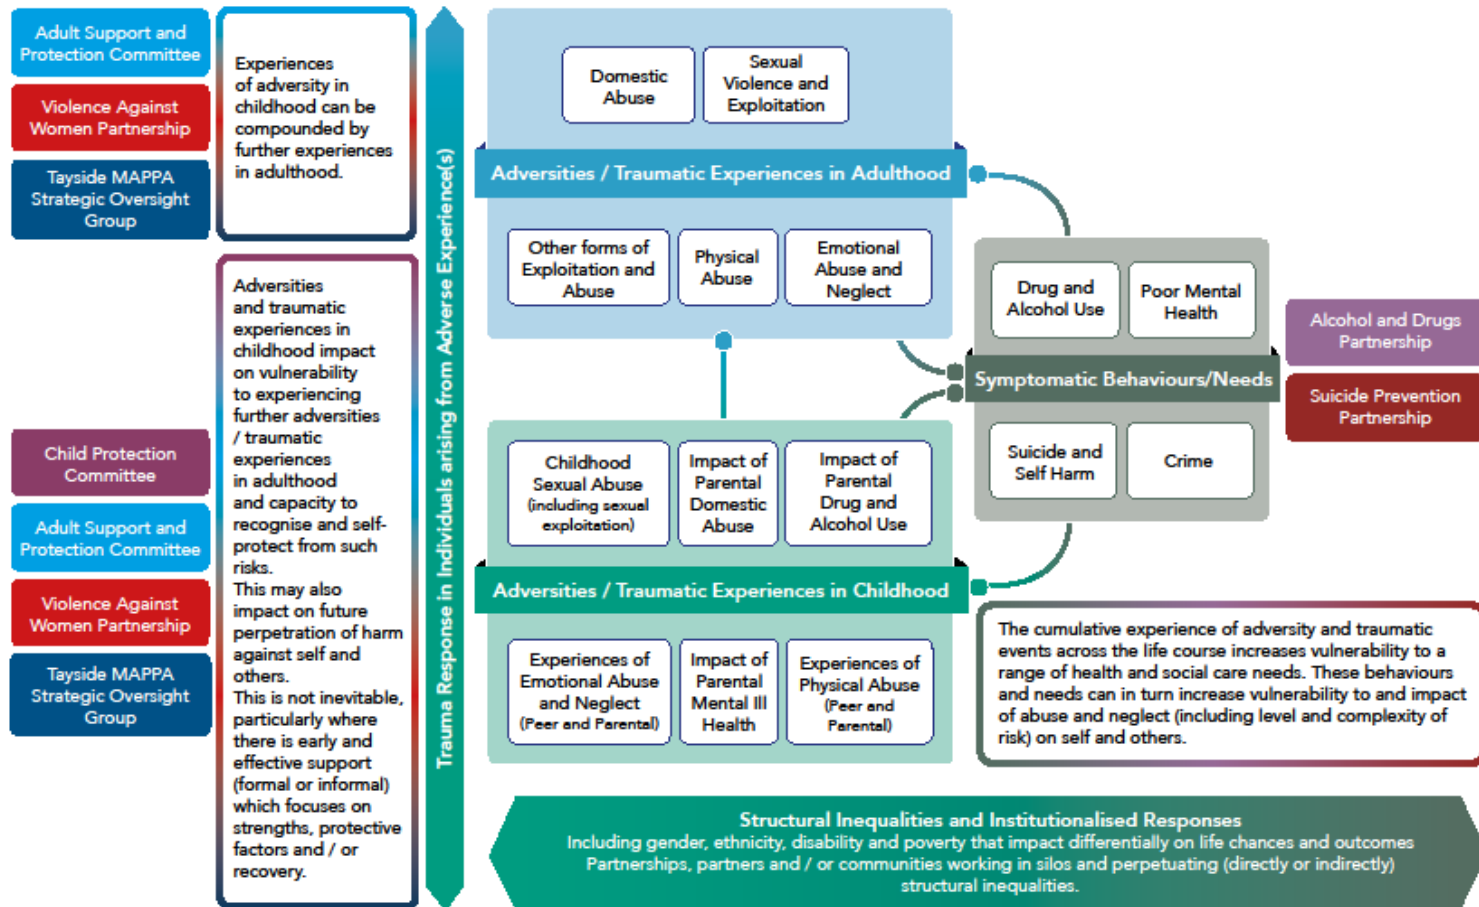 Adult Support and
Protection Committee
Violence Against
Women Partnership
Tayside MAPPA
Strategic Oversight
Group
Experiences
of adversity in
childhood can be
compounded by
further experiences
in adulthood.
Child Protection
Committee
Adult Support and
Protection Committee
Violence Against
Women Partnership
Tayside MAPPA
Strategic Oversight
Group
Adversities
and traumatic
experiences in
childhood impact
on vulnerability
to experiencing
further adversities
/ traumatic
experiences
in adulthood
and capacity to
recognise and self-
protect from such
risks.
This may also
impact on future
perpetration of harm
against self and
others.
This is not inevitable,
particularly where
there is early and
effective support
(formal or informal)
which focuses on
strengths, protective
factors and / or
recovery.
Trauma Response in Individuals arising from Adverse Experience(s)
Domestic
Abuse
Sexual
Violence and
Exploitation
Adversities / Traumatic Experiences in Adulthood
Other forms of
Exploitation and
Abuse
Physical
Abuse
Emotional
Abuse and
Neglect
Childhood
Sexual Abuse
(including sexual
exploitation)
Impact of
Parental
Domestic
Abuse
Impact of
Parental
Drug and
Alcohol Use
Adversities / Traumatic Experiences in Childhood
Experiences of
Emotional Abuse
and Neglect
(Peer and Parental)
Impact of
Parental
Mental Ill
Health
Experiences of
Physical Abuse
(Peer and
Parental)
Drug and
Alcohol Use
Poor Mental
Health
Symptomatic Behaviours/Needs
Suicide and
Self Harm
Crime
Alcohol and Drugs
Partnership
Suicide Prevention
Partnership
The cumulative experience of adversity and traumatic
events across the life course increases vulnerability to a
range of health and social care needs. These behaviours
and needs can in turn increase vulnerability to and impact
of abuse and neglect (including level and complexity of
risk) on self and others.
Structural Inequalities and Institutionalised Responses
Including gender, ethnicity, disability and poverty that impact differentially on life chances and outcomes
Partnerships, partners and / or communities working in silos and perpetuating (directly or indirectly)
structural inequalities.